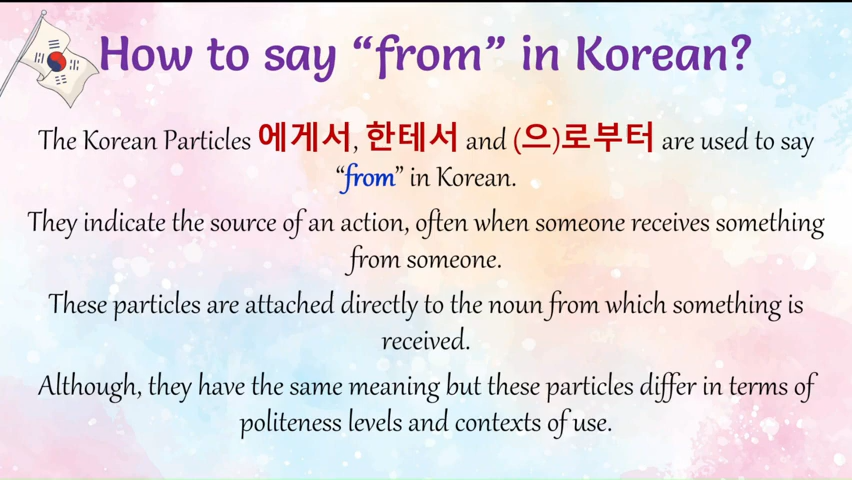 How to say “from” in Korean?
The Korean Particles 에게서, 한테서 and (으)로부터 are used to say
“from” in Korean.
They indicate the source of an action, often when someone receives something
from someone.
These particles are attached directly to the noun from which something is
received.
Although, they have the same meaning but these particles differ in terms of
politeness levels and contexts of use.